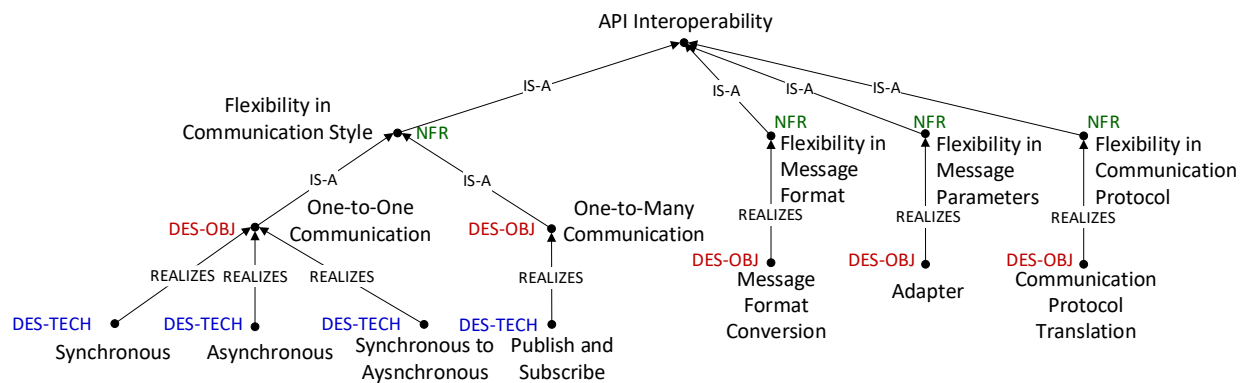 API Interoperability
IS-A
IS-A
IS-A
IS-A
Flexibility in
Communication Style
NFR
NFR
Flexibility in
Message
Format
NFR
Flexibility in
Message
Parameters
NFR
Flexibility in
Communication
Protocol
IS-A
IS-A
DES-OBJ
One-to-One
Communication
DES-OBJ
One-to-Many
Communication
REALIZES
REALIZES
REALIZES
REALIZES
REALIZES
REALIZES
REALIZES
DES-OBJ
Message
Format
Conversion
DES-OBJ
Adapter
DES-OBJ
Communication
Protocol
Translation
DES-TECH
Synchronous
DES-TECH
Asynchronous
DES-TECH
Synchronous to
Aysnchronous
DES-TECH
Publish and
Subscribe